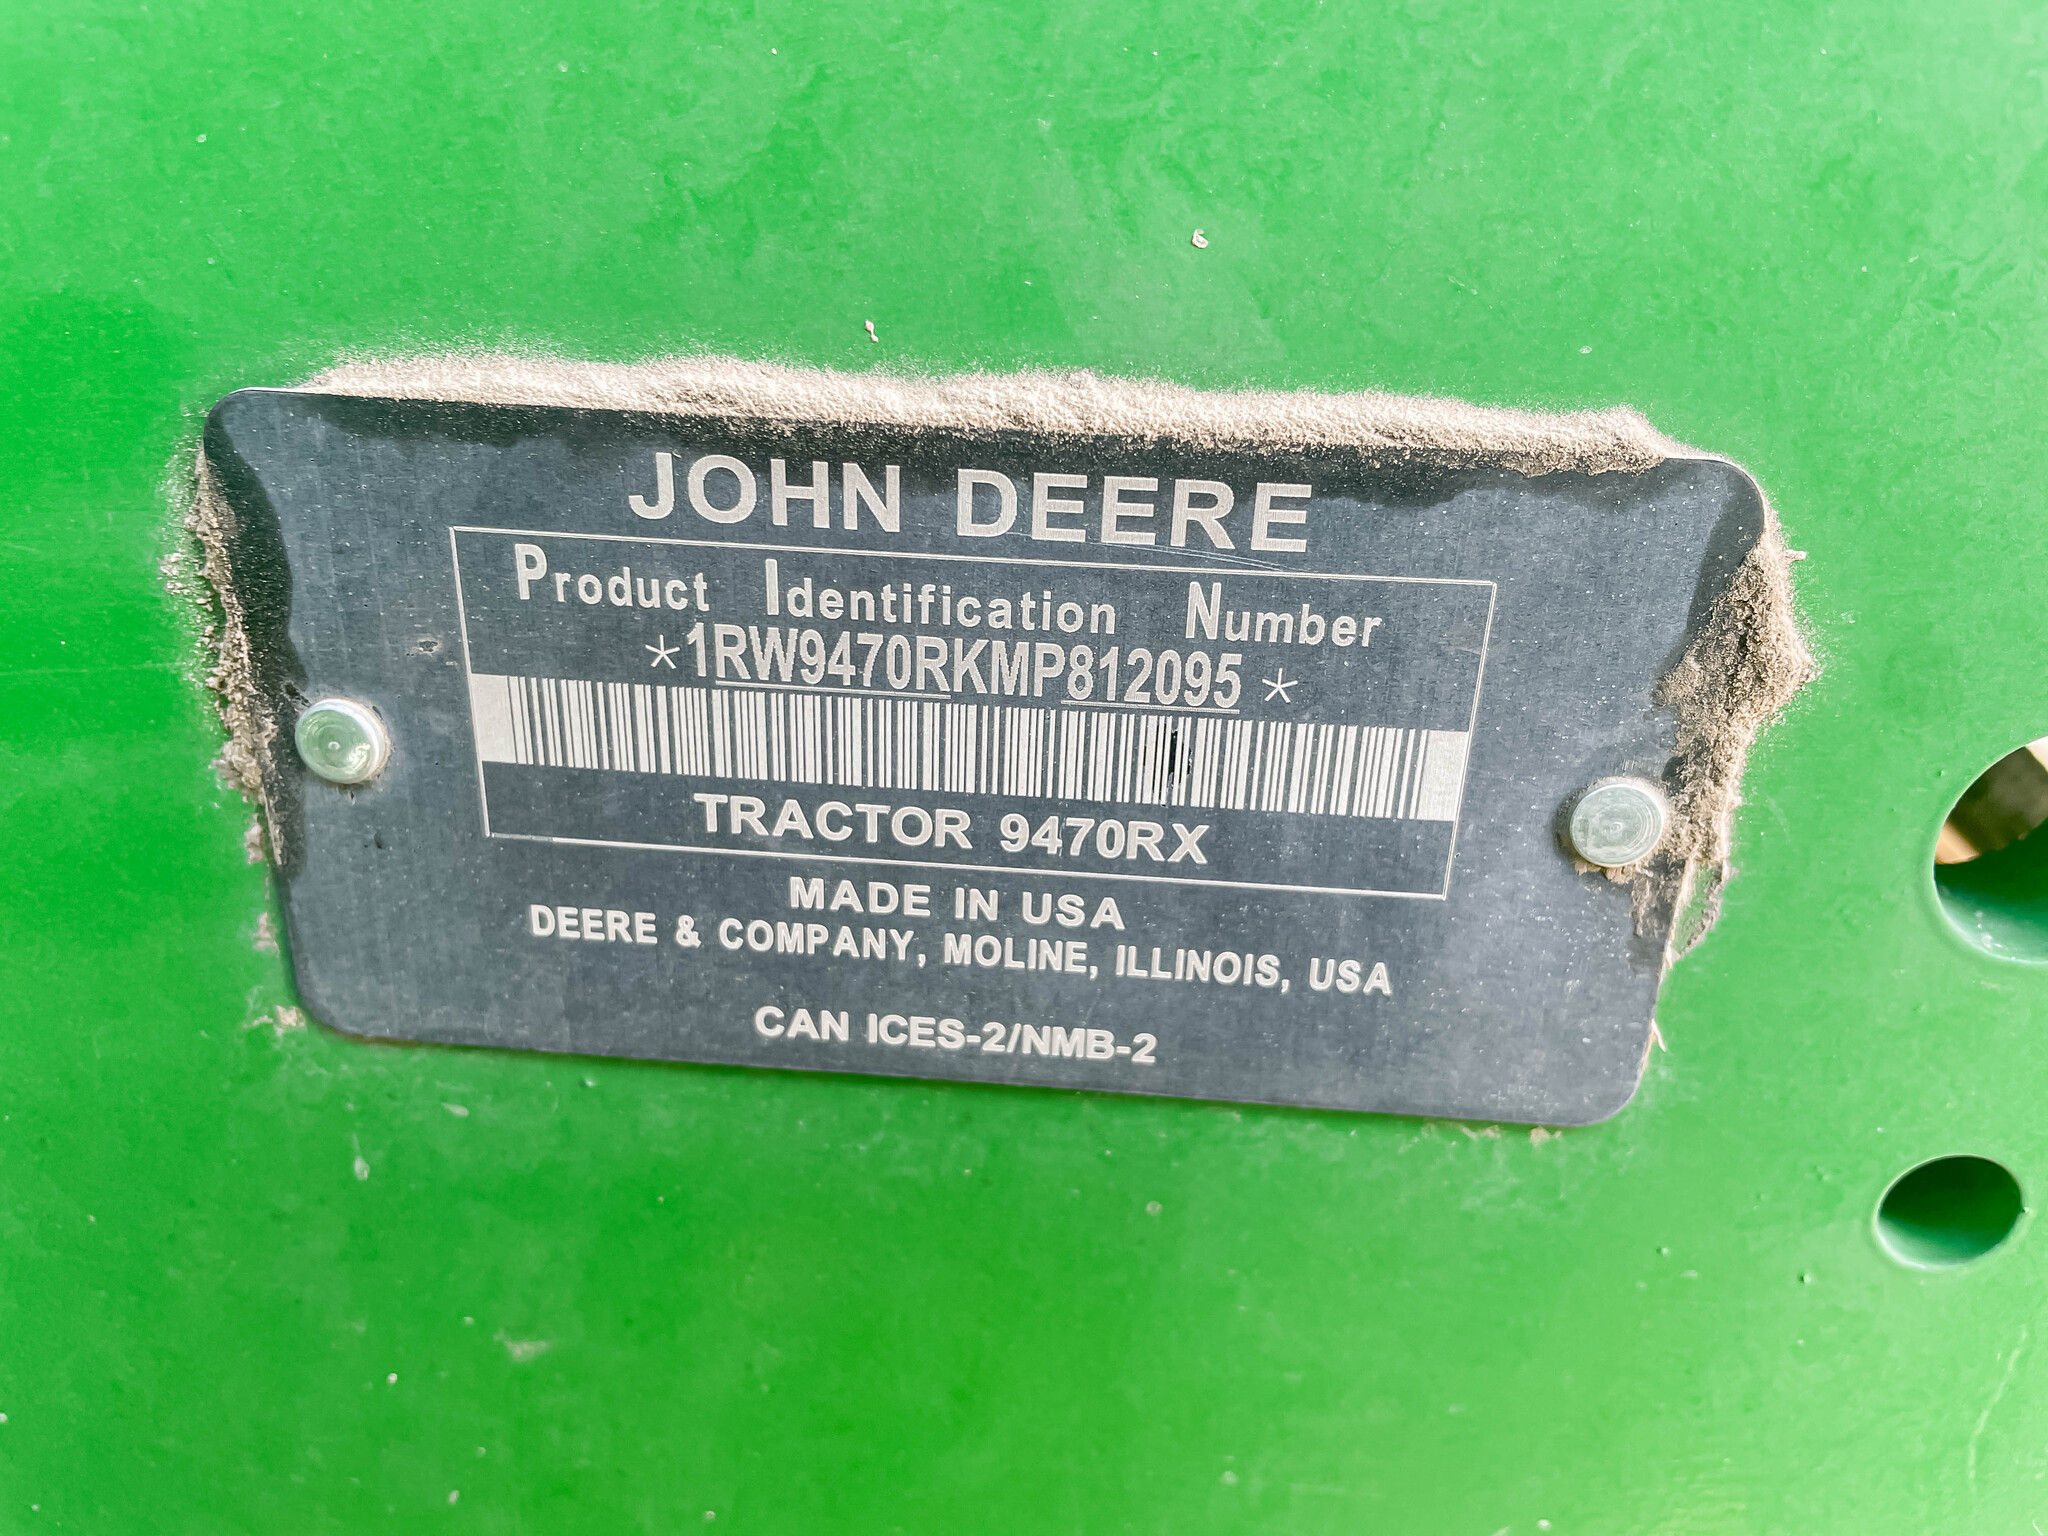 JOHN DEERE
Product Identification Number
*1RW9470RKMP812095*
TRACTOR 9470RX
MADE IN USA
DEERE & COMPANY, MOLINE, ILLINOIS, USA
CAN ICES-2/NMB-2